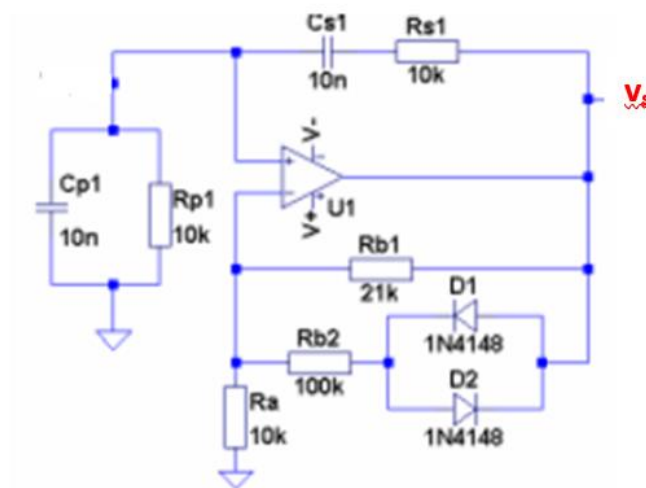 Cs1
Rs1
10n
10k
V-
Cp1
Rp1
10n
10k
U1
V+
Rb1
21k
D1
1N4148
Rb2
100k
D2
1N4148
Ra
10k